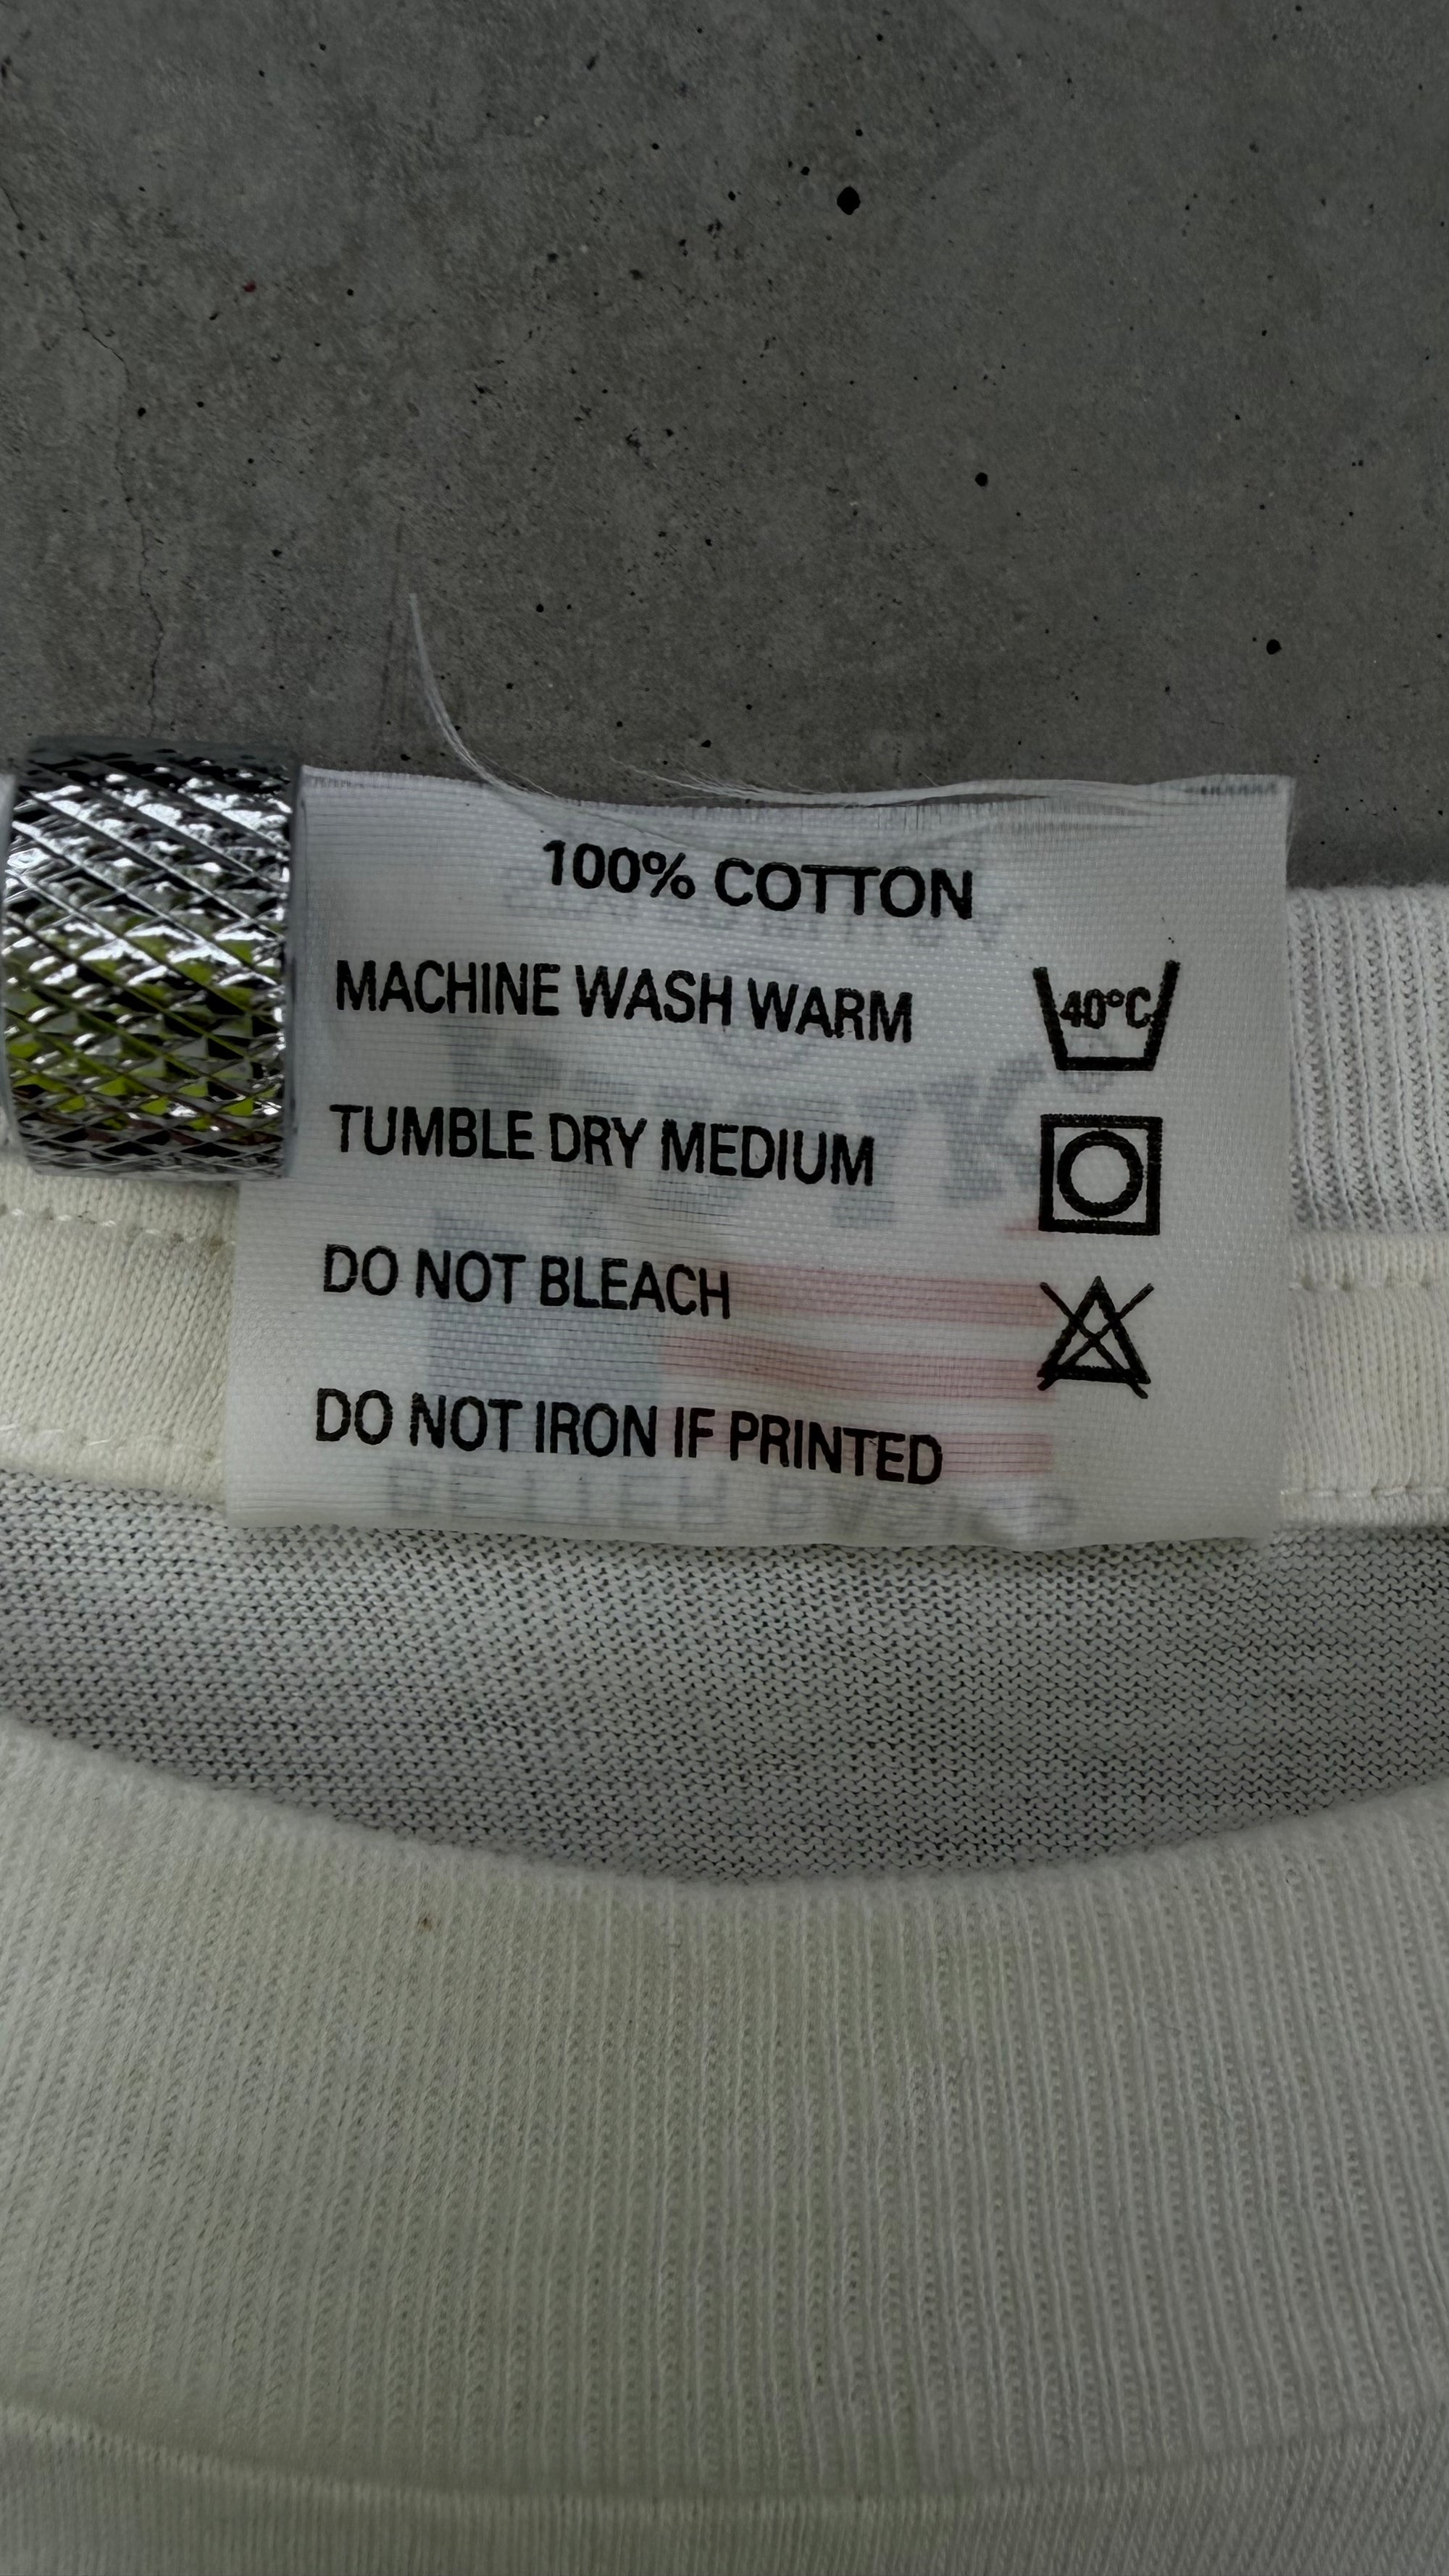 100% COTTON
MACHINE WASH WARM
40°C
TUMBLE DRY MEDIUM
DO NOT BLEACH
DO NOT IRON IF PRINTED